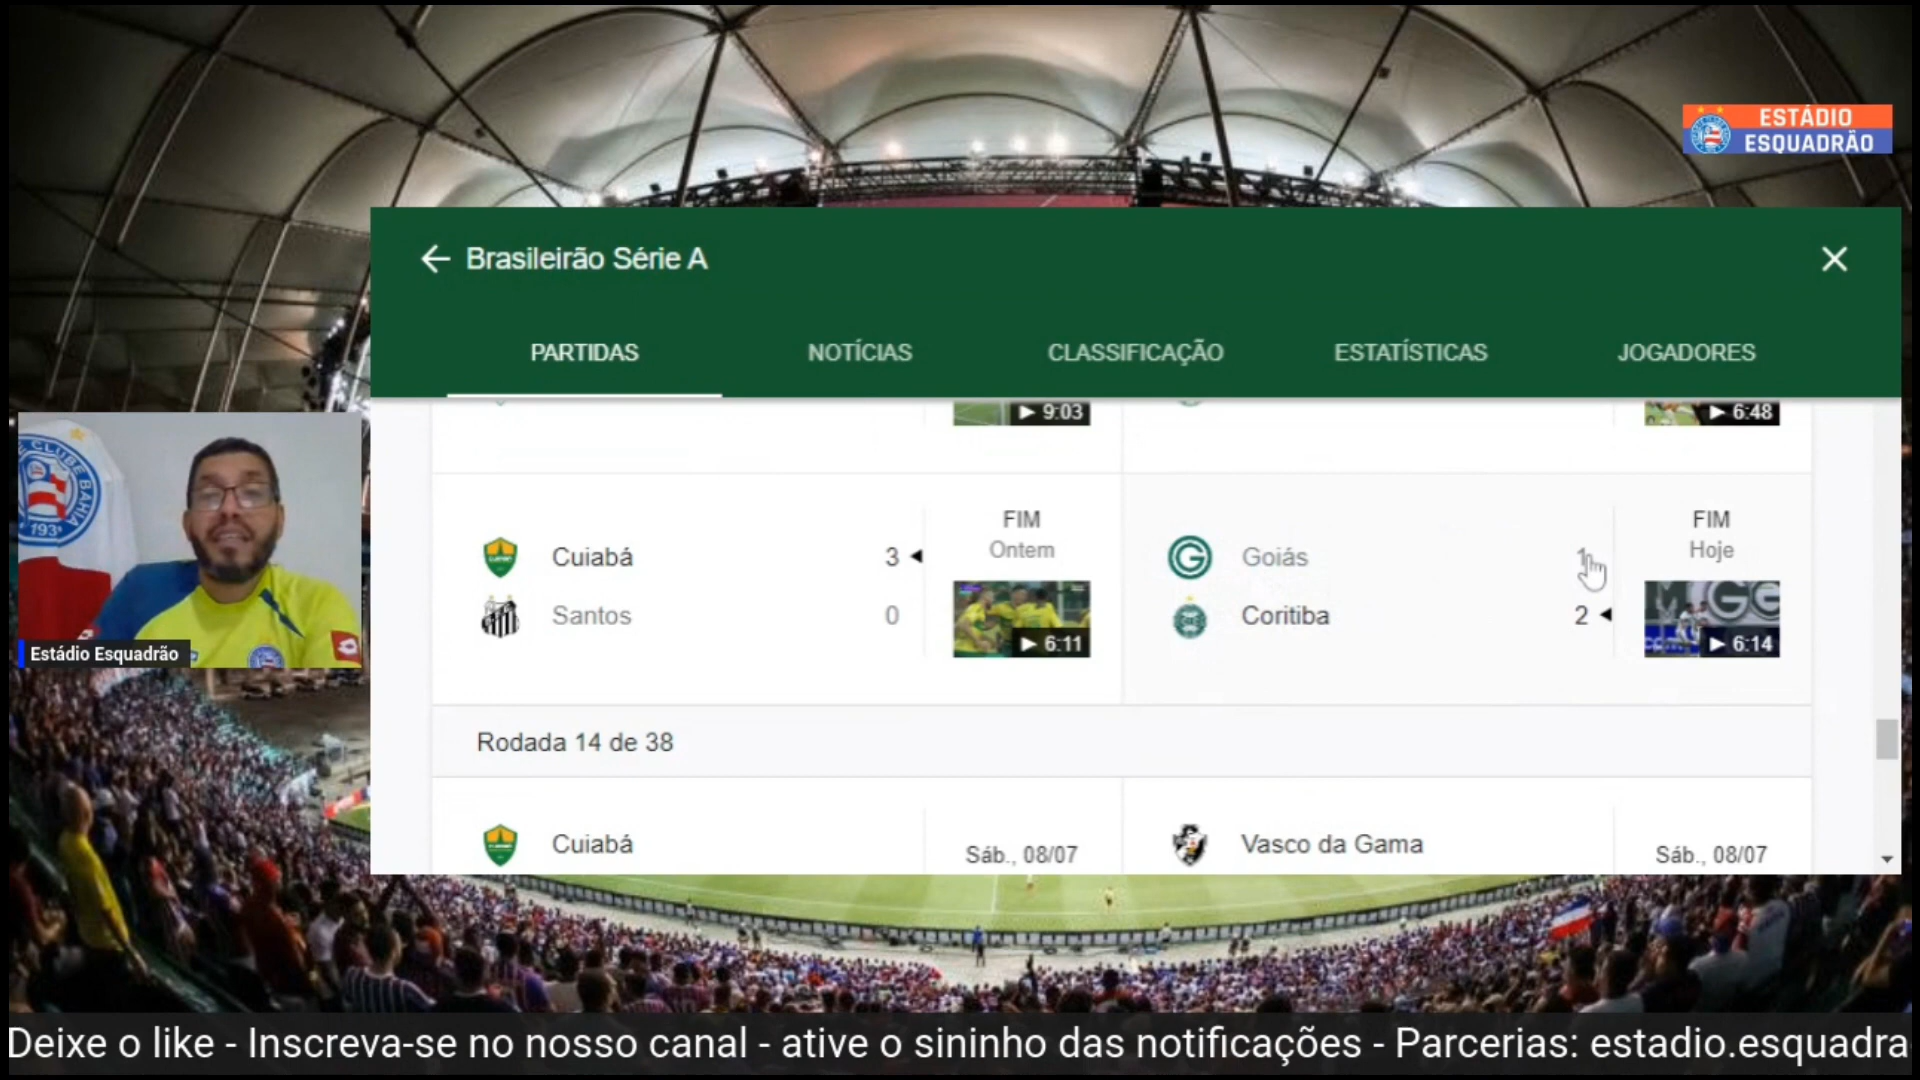 ESTÁDIO
ESQUADRÃO
Brasileirão Série A
PARTIDAS
NOTÍCIAS
CLASSIFICAÇÃO
ESTATÍSTICAS
JOGADORES
9:03
6:48
Cuiabá 3
Santos 0
FIM
Ontem
6:11
Goiás 1
Coritiba 2
FIM
Hoje
6:14
Rodada 14 de 38
Cuiabá
Sáb., 08/07
Vasco da Gama
Sáb., 08/07
CLUBE BAHIA
Estádio Esquadrão
Deixe o like - Inscreva-se no nosso canal - ative o sininho das notificações - Parcerias: estadio.esquadra